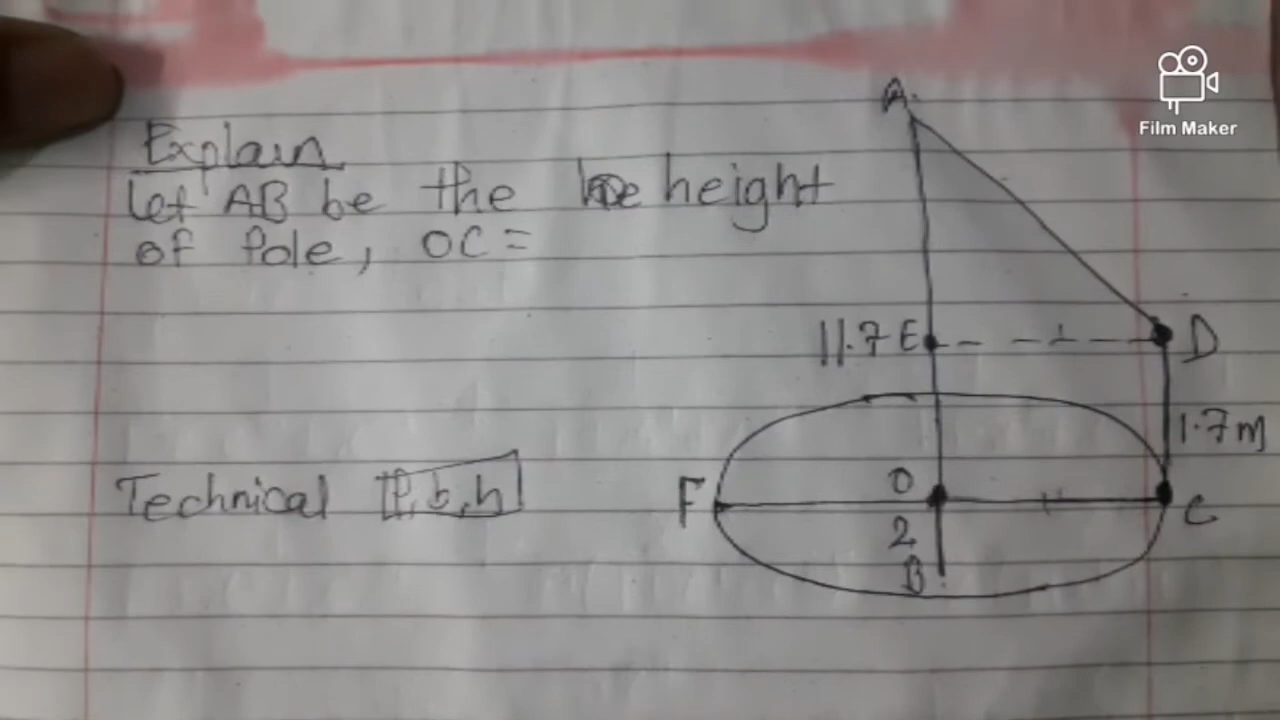 Explain
Let AB be the height
of pole, OC =
Technical P, b, h
A
11.7 E
D
1.7m
F
O
C
2
B
Film Maker